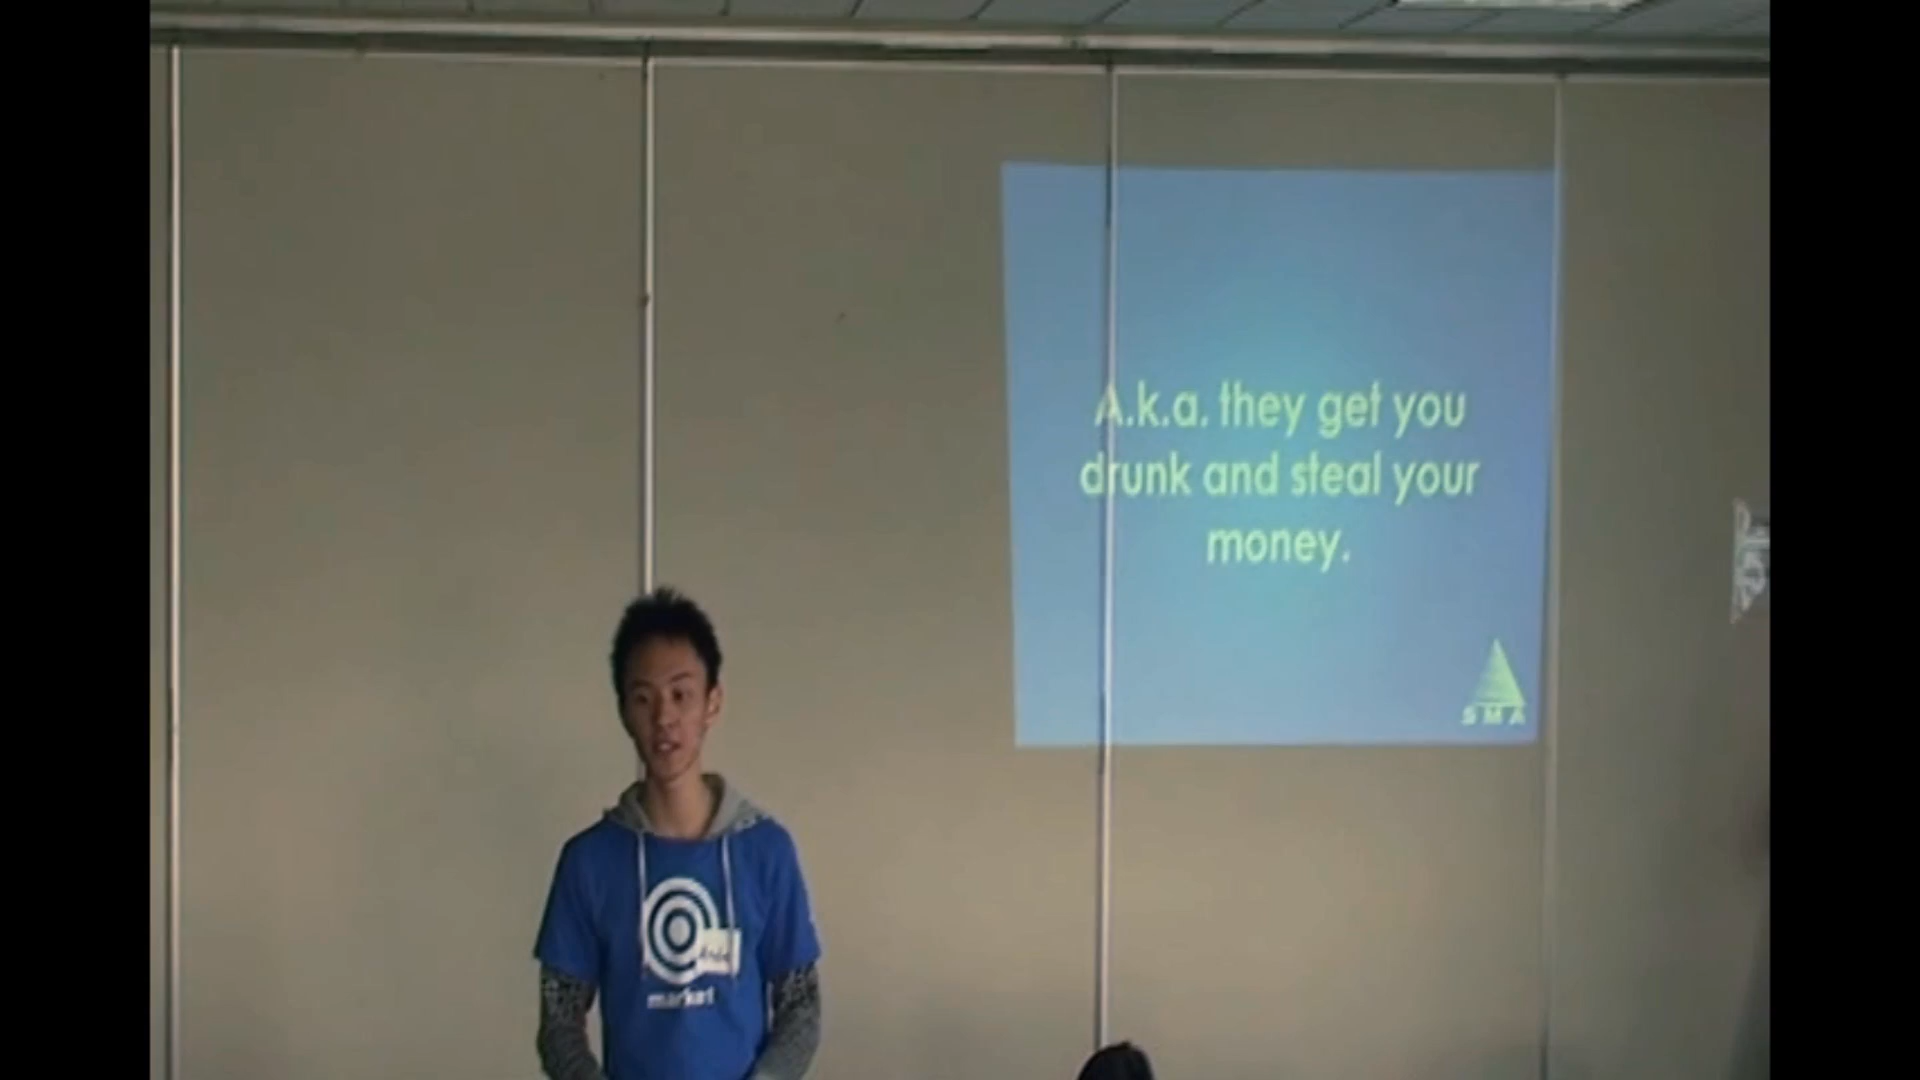 A.k.a. they get you
drunk and steal your
money.
SMA
market